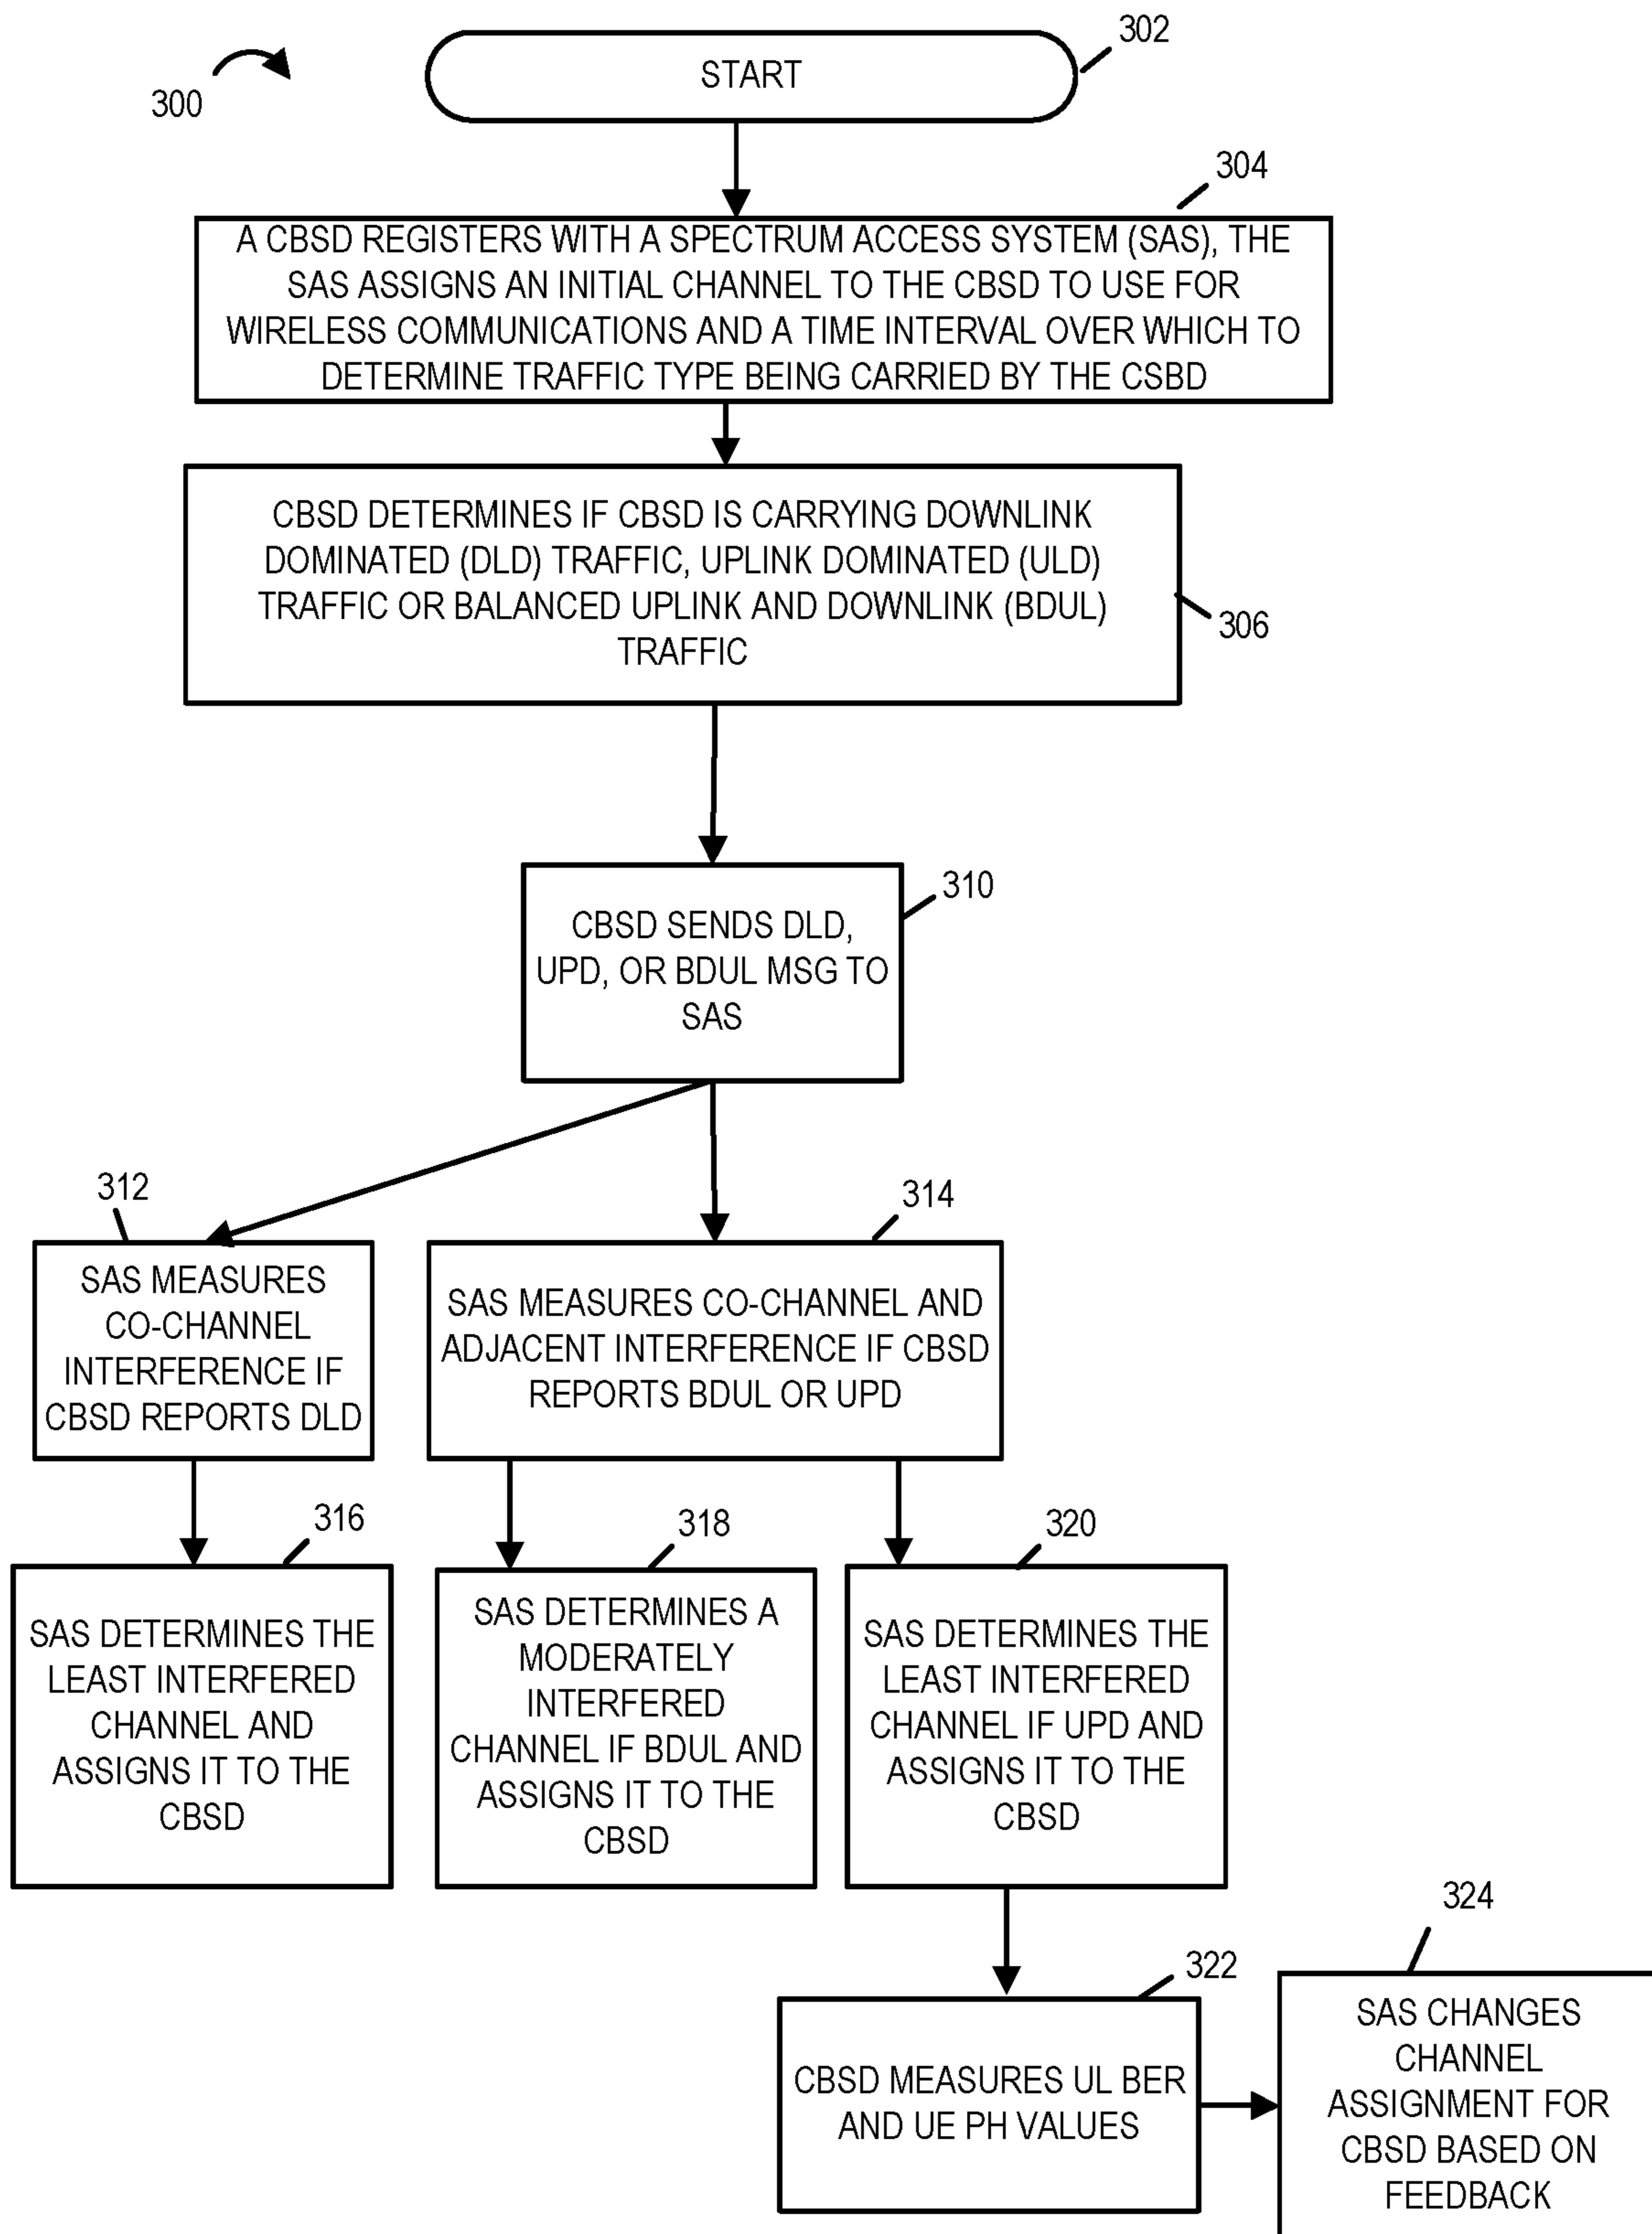 300
302
START
304
A CBSD REGISTERS WITH A SPECTRUM ACCESS SYSTEM (SAS), THE
SAS ASSIGNS AN INITIAL CHANNEL TO THE CBSD TO USE FOR
WIRELESS COMMUNICATIONS AND A TIME INTERVAL OVER WHICH TO
DETERMINE TRAFFIC TYPE BEING CARRIED BY THE CSBD
CBSD DETERMINES IF CBSD IS CARRYING DOWNLINK
DOMINATED (DLD) TRAFFIC, UPLINK DOMINATED (ULD)
TRAFFIC OR BALANCED UPLINK AND DOWNLINK (BDUL)
TRAFFIC
306
310
CBSD SENDS DLD,
UPD, OR BDUL MSG TO
SAS
312
SAS MEASURES
CO-CHANNEL
INTERFERENCE IF
CBSD REPORTS DLD
314
SAS MEASURES CO-CHANNEL AND
ADJACENT INTERFERENCE IF CBSD
REPORTS BDUL OR UPD
316
SAS DETERMINES THE
LEAST INTERFERED
CHANNEL AND
ASSIGNS IT TO THE
CBSD
318
SAS DETERMINES A
MODERATELY
INTERFERED
CHANNEL IF BDUL AND
ASSIGNS IT TO THE
CBSD
320
SAS DETERMINES THE
LEAST INTERFERED
CHANNEL IF UPD AND
ASSIGNS IT TO THE
CBSD
322
CBSD MEASURES UL BER
AND UE PH VALUES
324
SAS CHANGES
CHANNEL
ASSIGNMENT FOR
CBSD BASED ON
FEEDBACK